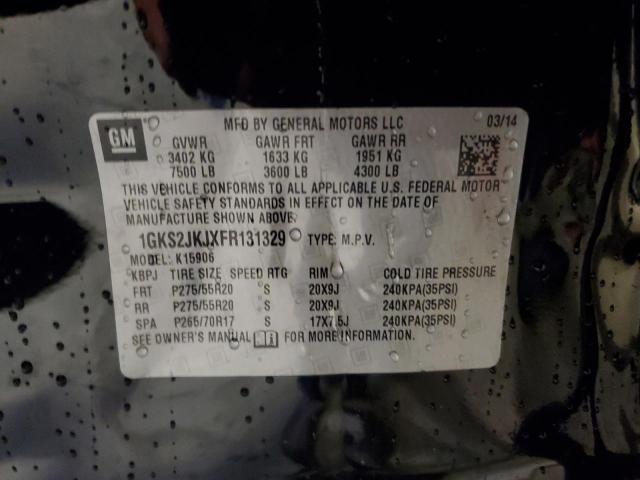 GM
MFD BY GENERAL MOTORS LLC 03/14
GVWR GAWR FRT GAWR RR
3402 KG 1633 KG 1951 KG
7500 LB 3600 LB 4300 LB
THIS VEHICLE CONFORMS TO ALL APPLICABLE U.S. FEDERAL MOTOR
VEHICLE SAFETY STANDARDS IN EFFECT ON THE DATE OF
MANUFACTURE SHOWN ABOVE.
1GKS2JKJXFR131329 TYPE: M.P.V.
MODEL: K15906
KBPJ TIRE SIZE SPEED RTG RIM COLD TIRE PRESSURE
FRT P275/55R20 S 20X9J 240KPA(35PSI)
RR P275/55R20 S 20X9J 240KPA(35PSI)
SPA P265/70R17 S 17X7.5J 240KPA(35PSI)
SEE OWNER'S MANUAL FOR MORE INFORMATION.